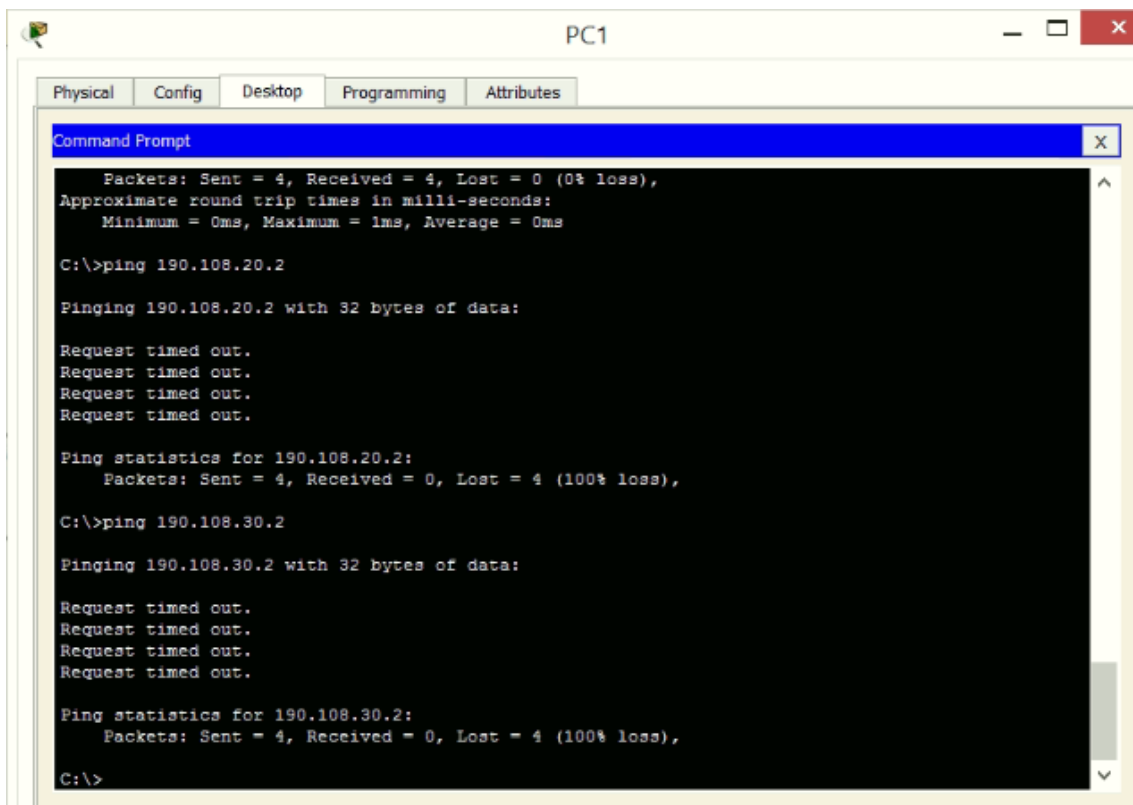 PC1
Physical Config Desktop Programming Attributes
Command Prompt
X
Packets: Sent = 4, Received = 4, Lost = 0 (0% loss),
Approximate round trip times in milli-seconds:
Minimum = 0ms, Maximum = 1ms, Average = 0ms
C:\>ping 190.108.20.2
Pinging 190.108.20.2 with 32 bytes of data:
Request timed out.
Request timed out.
Request timed out.
Request timed out.
Ping statistics for 190.108.20.2:
Packets: Sent = 4, Received = 0, Lost = 4 (100% loss),
C:\>ping 190.108.30.2
Pinging 190.108.30.2 with 32 bytes of data:
Request timed out.
Request timed out.
Request timed out.
Request timed out.
Ping statistics for 190.108.30.2:
Packets: Sent = 4, Received = 0, Lost = 4 (100% loss),
C:\>